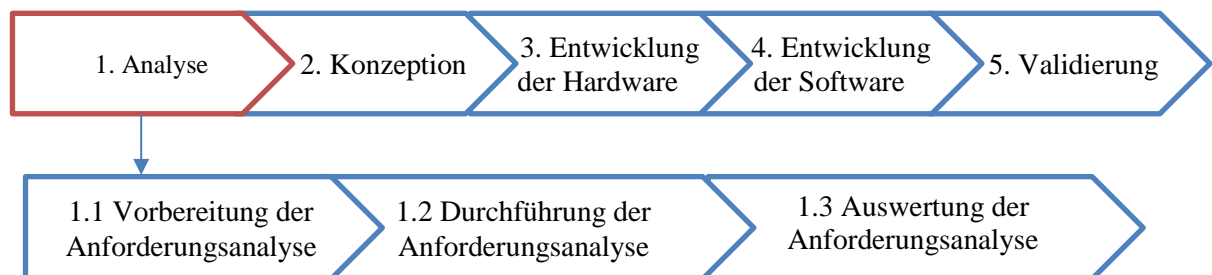 1. Analyse
2. Konzeption
3. Entwicklung
der Hardware
4. Entwicklung
der Software
5. Validierung
1.1 Vorbereitung der
Anforderungsanalyse
1.2 Durchführung der
Anforderungsanalyse
1.3 Auswertung der
Anforderungsanalyse